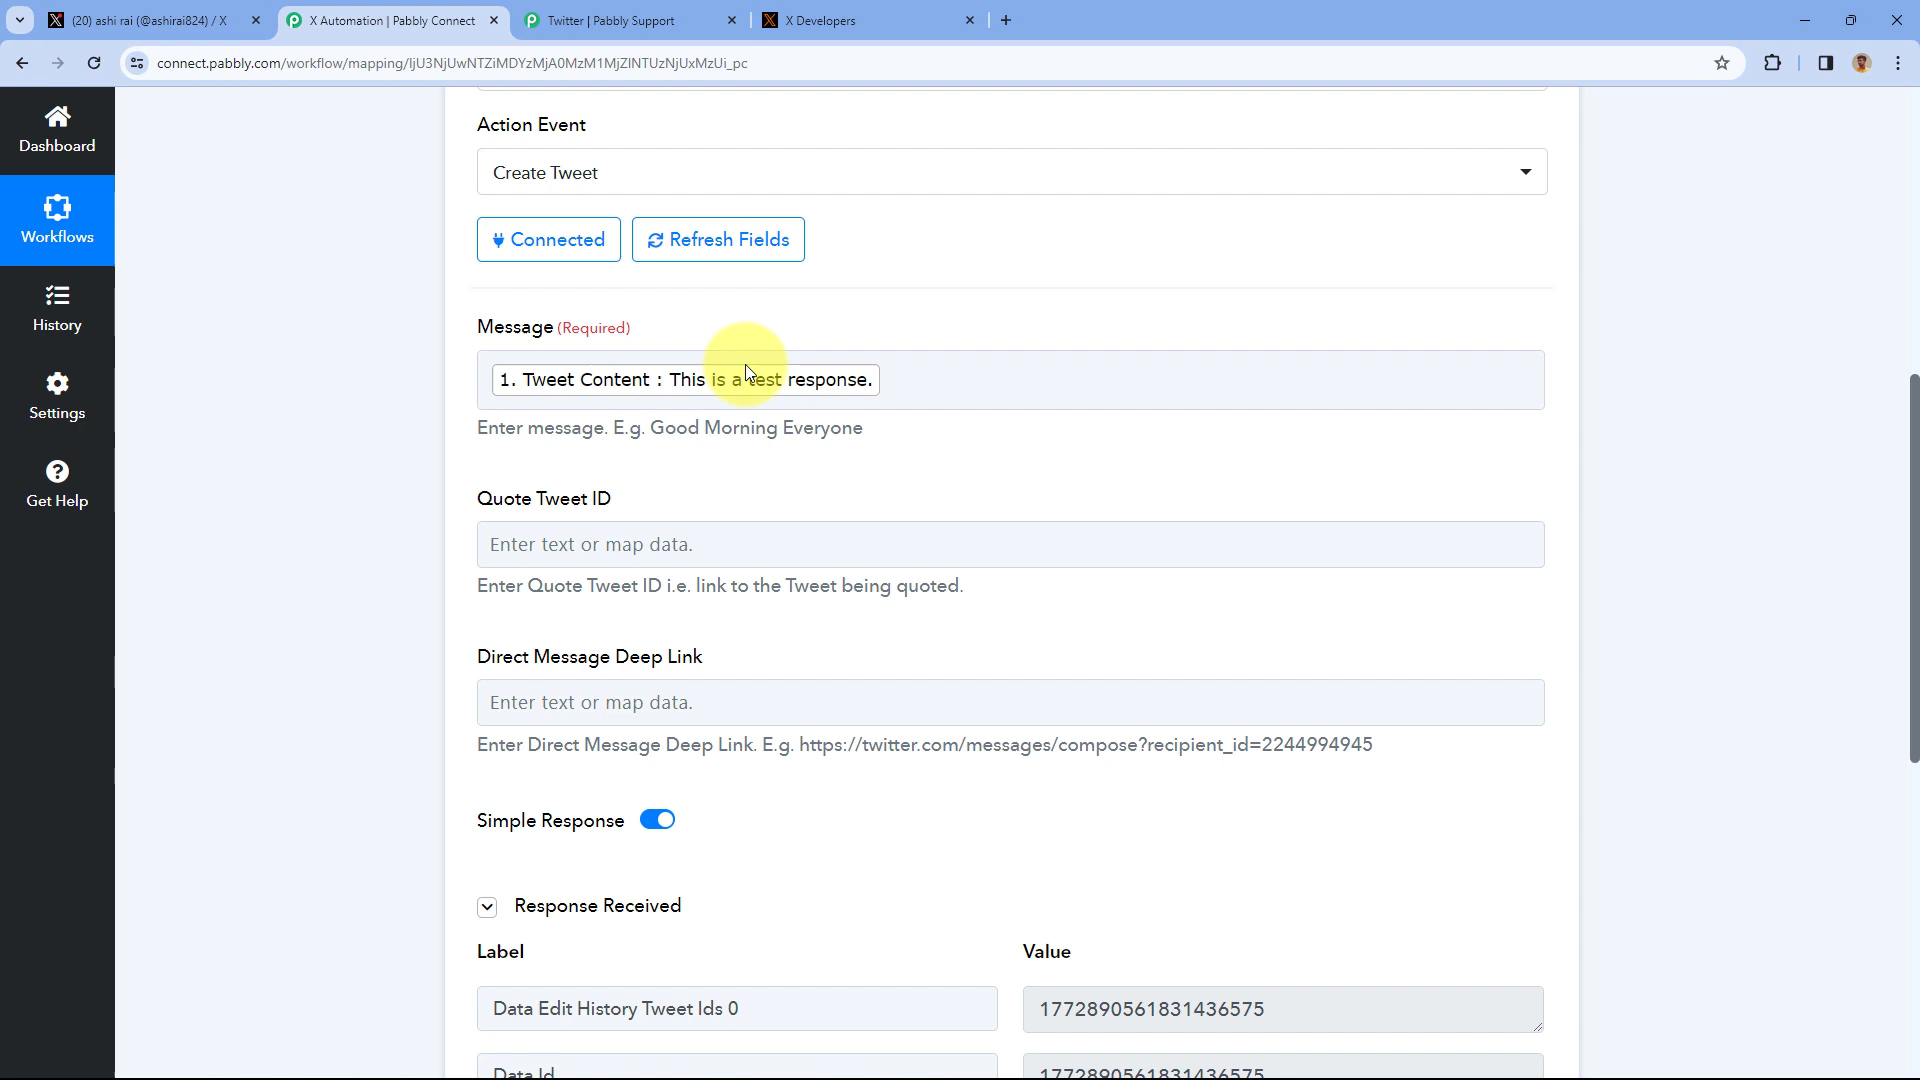 (20) ashi rai (@ashirai824) / X
X Automation | Pabbly Connect
Twitter | Pabbly Support
X Developers
connect.pabbly.com/workflow/mapping/IjU3NjUwNTZiMDYzMjA0MzM1MjZlNTUzNjUxMzUi_pc
Dashboard
Workflows
History
Settings
Get Help
Action Event
Create Tweet
Connected
Refresh Fields
Message (Required)
1. Tweet Content : This is a test response.
Enter message. E.g. Good Morning Everyone
Quote Tweet ID
Enter text or map data.
Enter Quote Tweet ID i.e. link to the Tweet being quoted.
Direct Message Deep Link
Enter text or map data.
Enter Direct Message Deep Link. E.g. https://twitter.com/messages/compose?recipient_id=2244994945
Simple Response
Response Received
Label
Value
Data Edit History Tweet Ids 0
1772890561831436575
Data Id
1772890561831436575